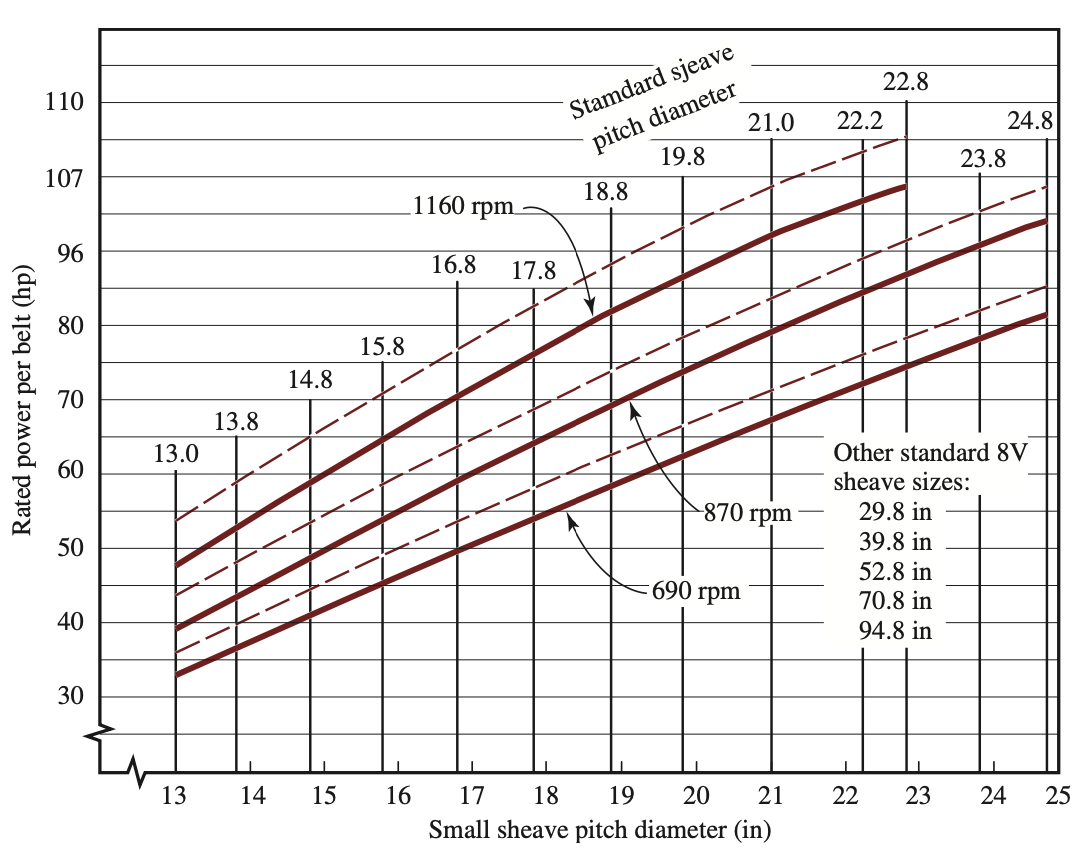 Stamdard sjeave
pitch diameter
22.8
110
21.0
22.2
24.8
19.8
23.8
107
18.8
1160 rpm
96
16.8
17.8
80
15.8
14.8
70
13.8
13.0
60
Other standard 8V
sheave sizes:
29.8 in
39.8 in
52.8 in
70.8 in
94.8 in
870 rpm
50
690 rpm
40
30
Rated power per belt (hp)
13 14 15 16 17 18 19 20 21 22 23 24 25
Small sheave pitch diameter (in)